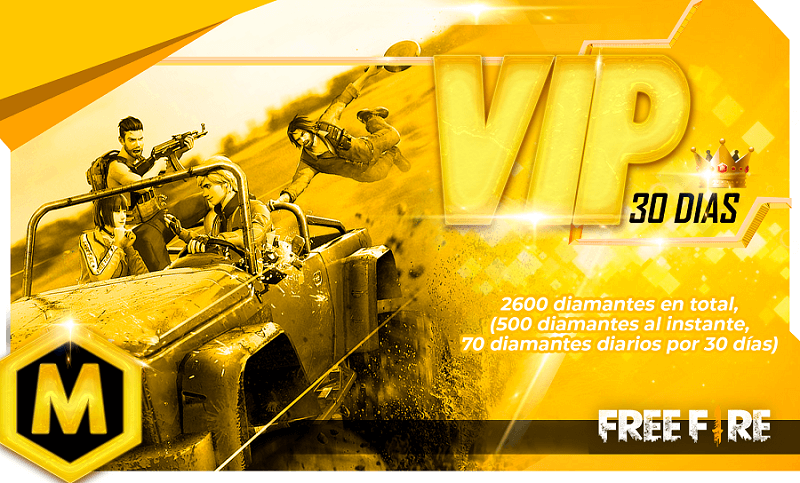 VIP
30 DIAS
2600 diamantes en total,
(500 diamantes al instante,
70 diamantes diarios por 30 días)
M
FREE FIRE